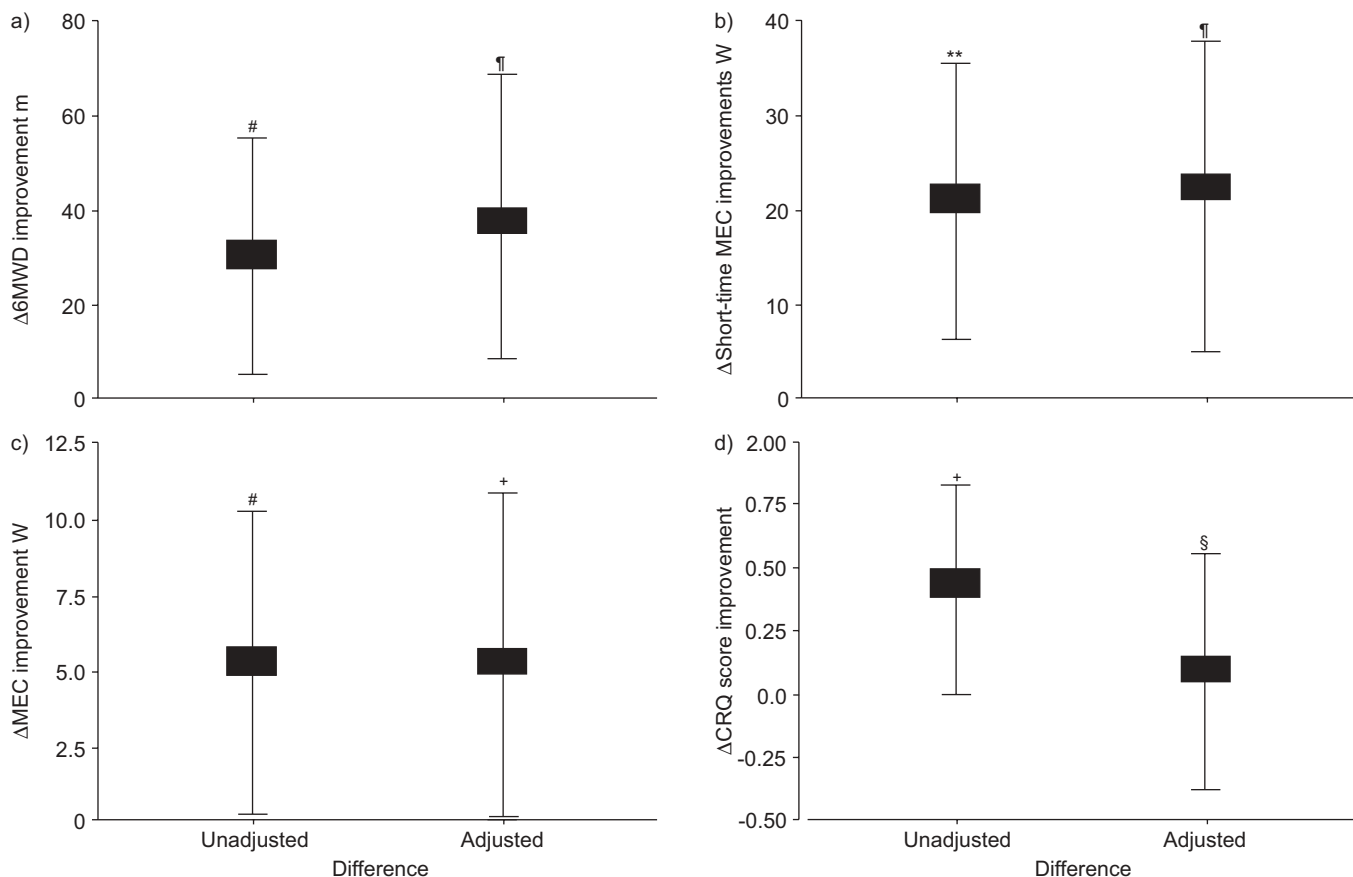 a)
Δ6MWD improvement m
80
60
40
20
0
#
¶
b)
ΔShort-time MEC improvements W
40
30
20
10
0
**
¶
c)
ΔMEC improvement W
12.5
10.0
7.5
5.0
2.5
0
#
+
Unadjusted
Adjusted
Difference
d)
ΔCRQ score improvement
2.00
0.75
0.50
0.25
0.0
-0.25
-0.50
+
§
Unadjusted
Adjusted
Difference